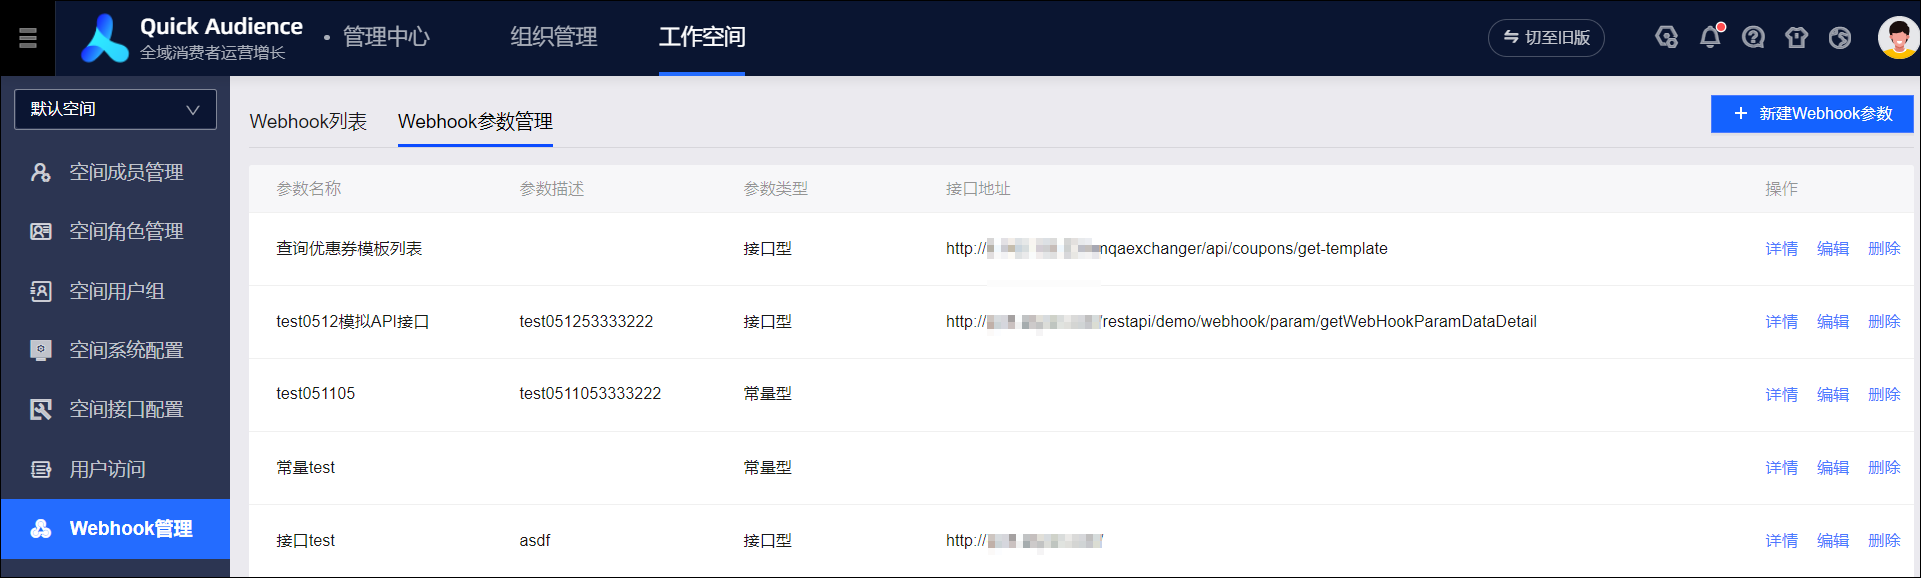 Quick Audience
全域消费者运营增长
管理中心
组织管理
工作空间
切至旧版
默认空间
空间成员管理
空间角色管理
空间用户组
空间系统配置
空间接口配置
用户访问
Webhook管理
Webhook列表
Webhook参数管理
+ 新建Webhook参数
参数名称 参数描述 参数类型 接口地址 操作
查询优惠券模板列表 接口型 http:// nqaexchanger/api/coupons/get-template 详情 编辑 删除
test0512模拟API接口 test051253333222 接口型 http:// /restapi/demo/webhook/param/getWebHookParamDataDetail 详情 编辑 删除
test051105 test0511053333222 常量型 详情 编辑 删除
常量test 常量型 详情 编辑 删除
接口test asdf 接口型 http:// / 详情 编辑 删除